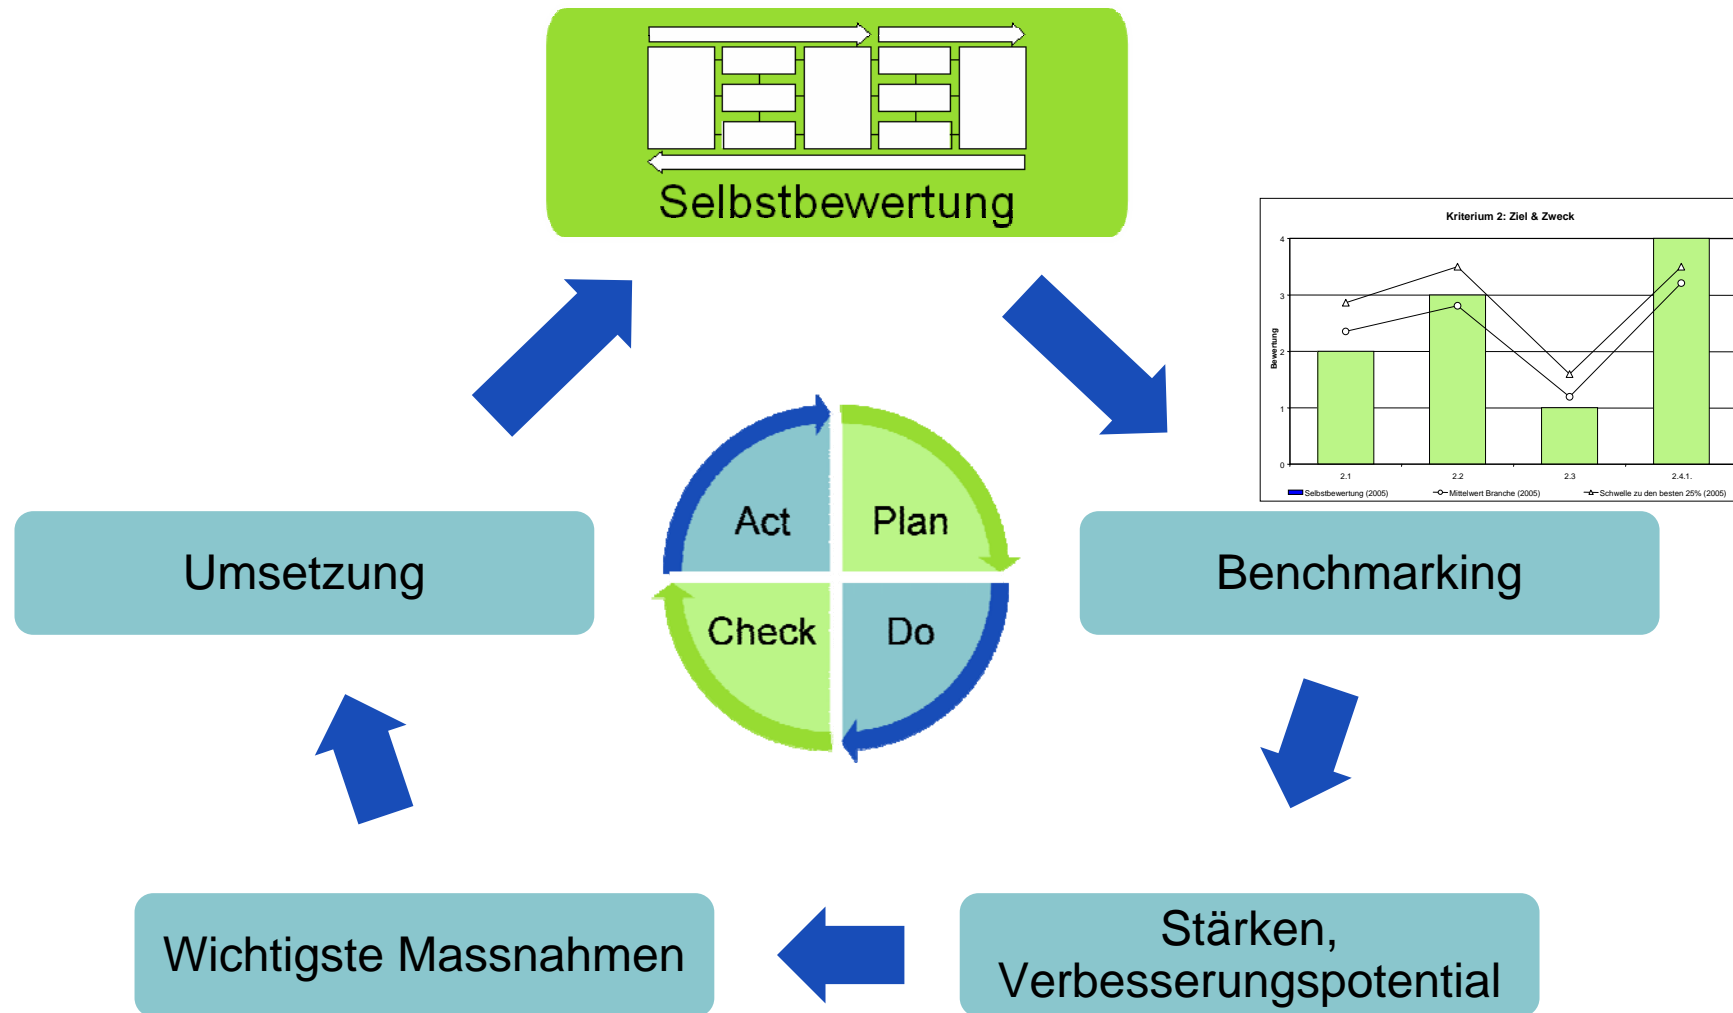 Selbstbewertung
Kriterium 2: Ziel & Zweck
Bewertung
4
3
2
1
0
2.1
2.2
2.3
2.4.1.
Selbstbewertung (2005)
Mittelwert Branche (2005)
Schwelle zu den besten 25% (2005)
Act
Plan
Check
Do
Umsetzung
Benchmarking
Wichtigste Massnahmen
Stärken,
Verbesserungspotential